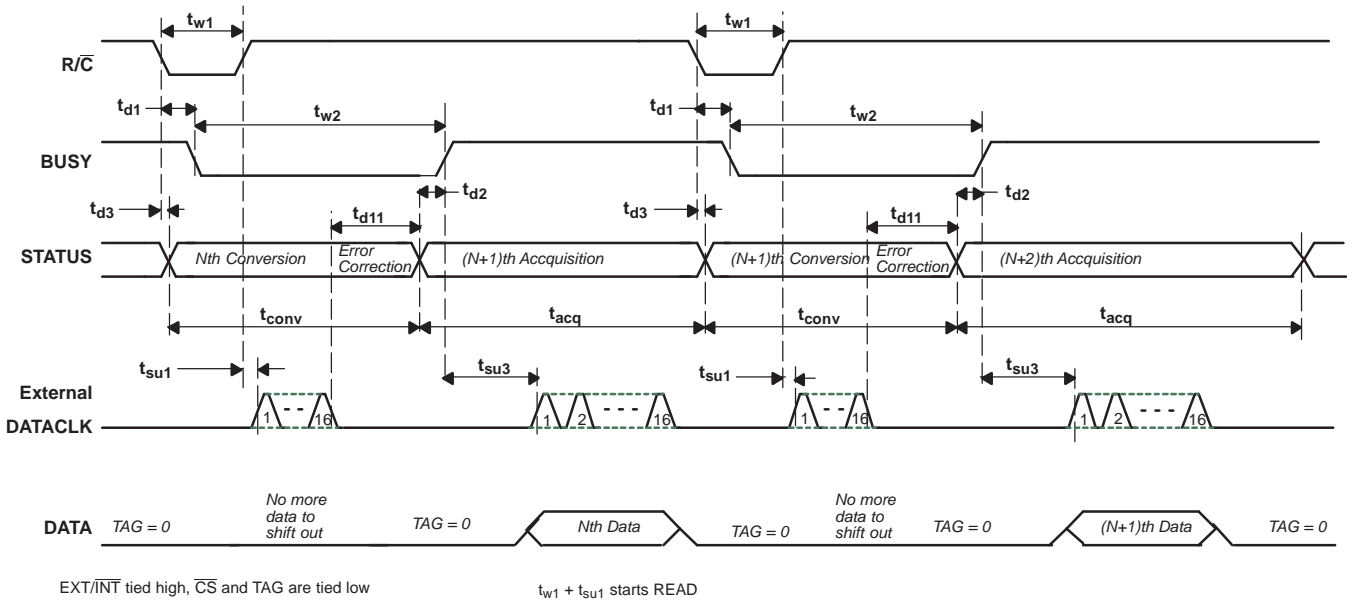 tw1 tw1
R/C̅
td1 tw2 td1 tw2
BUSY
td2 td2
td3 td11 td3 td11
STATUS Nth Conversion Error Correction (N+1)th Accquisition (N+1)th Conversion Error Correction (N+2)th Acquisition
tconv tacq tconv tacq
tsu1 tsu3 tsu1 tsu3
External
DATACLK 1 - - 16 1 2 - - - 16 1 - - 16 1 2 - - - 16
No more
data to
shift out
No more
data to
shift out
DATA TAG = 0 TAG = 0 Nth Data TAG = 0 TAG = 0 (N+1)th Data TAG = 0
EXT/I̅N̅T̅ tied high, C̅S̅ and TAG are tied low tw1 + tsu1 starts READ